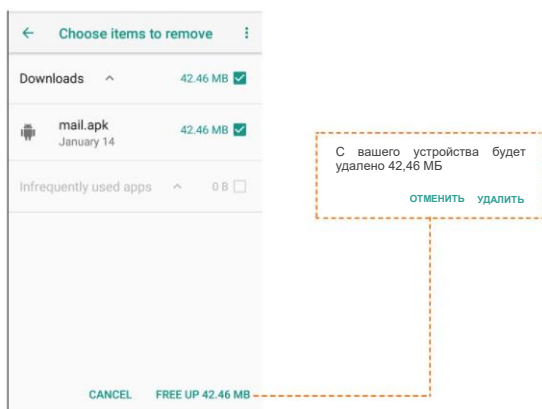 Choose items to remove
Downloads 42.46 MB
mail.apk 42.46 MB
January 14
Infrequently used apps 0 B
CANCEL FREE UP 42.46 MB
С вашего устройства будет
удалено 42,46 МБ
ОТМЕНИТЬ УДАЛИТЬ